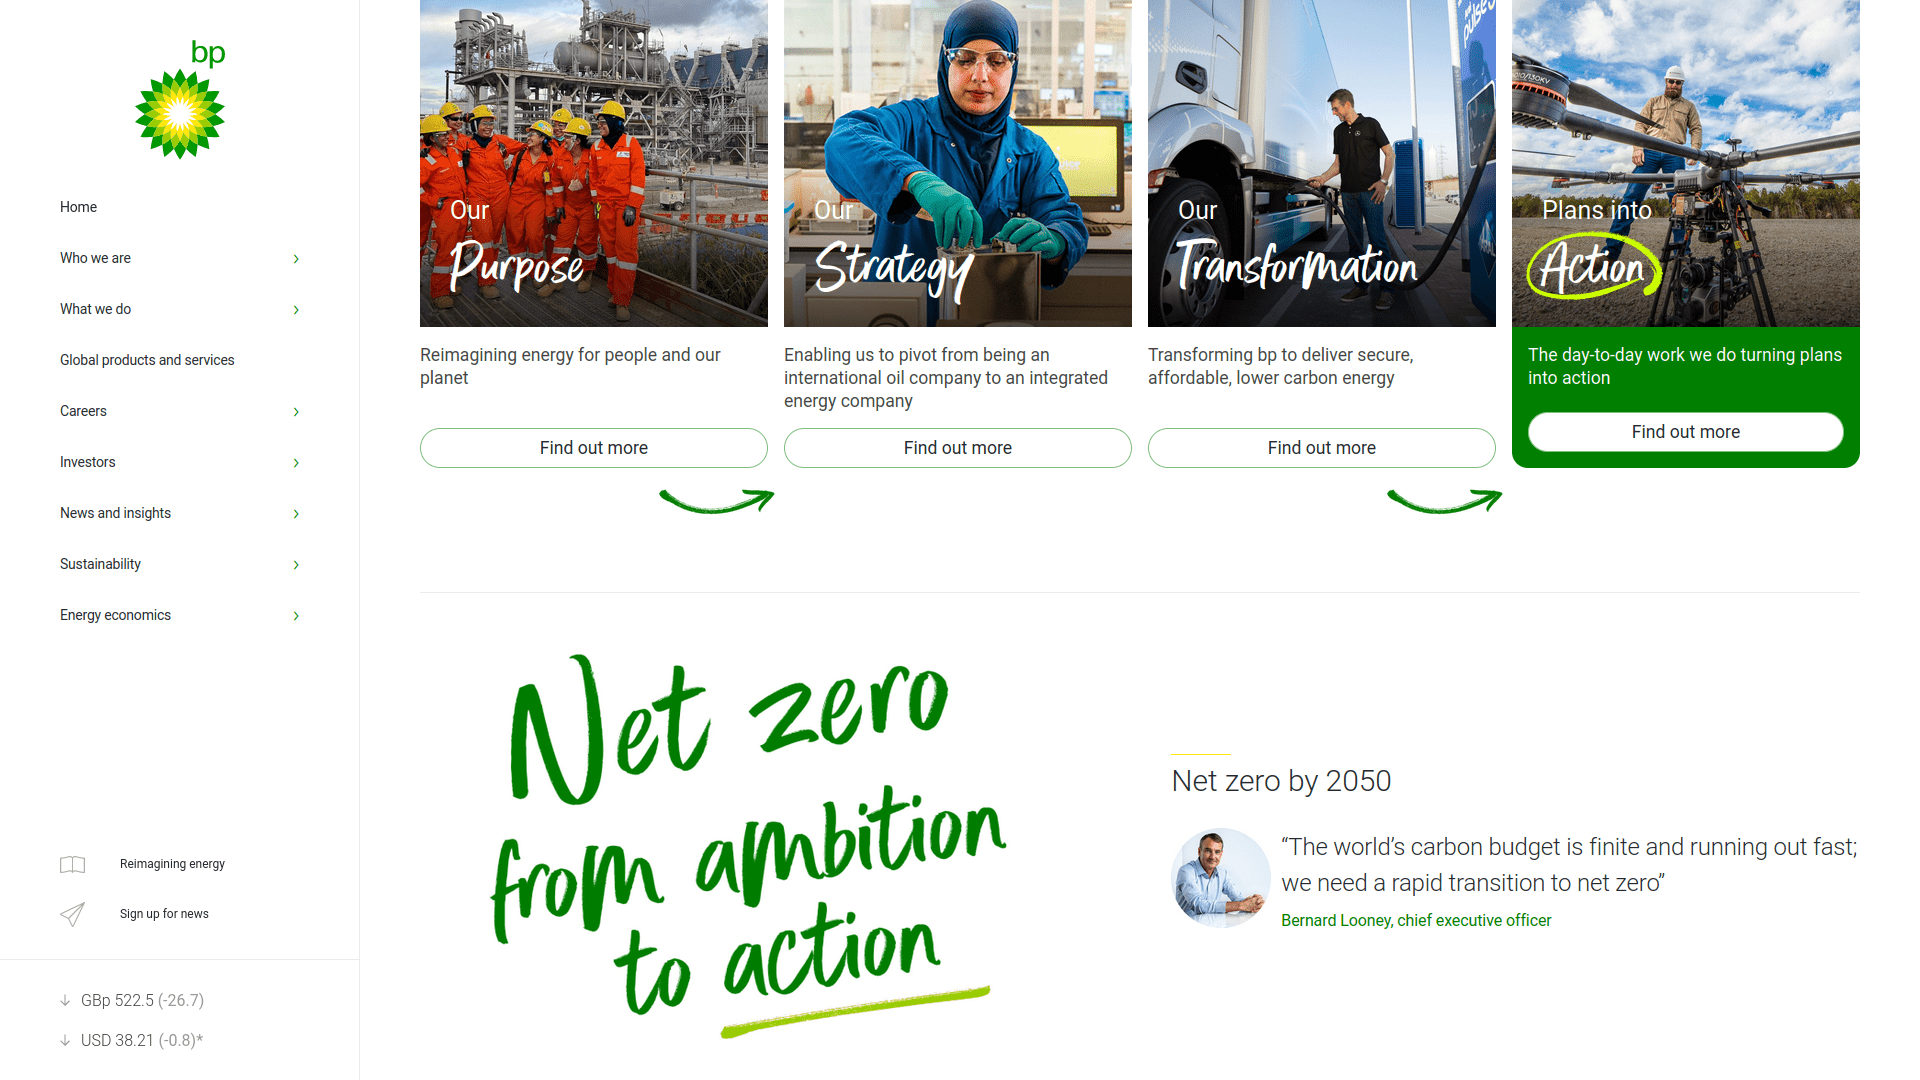 bp
Home
Who we are
What we do
Global products and services
Careers
Investors
News and insights
Sustainability
Energy economics
Reimagining energy
Sign up for news
GBp 522.5 (-26.7)
USD 38.21 (-0.8)*
Our
Purpose
Reimagining energy for people and our
planet
Find out more
Our
Strategy
Enabling us to pivot from being an
international oil company to an integrated
energy company
Find out more
pulse
Our
Transformation
Transforming bp to deliver secure,
affordable, lower carbon energy
Find out more
Plans into
Action
The day-to-day work we do turning plans
into action
Find out more
Net zero
from ambition
to action
Net zero by 2050
“The world’s carbon budget is finite and running out fast;
we need a rapid transition to net zero”
Bernard Looney, chief executive officer